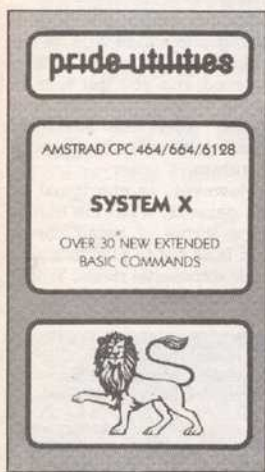 pride utilities
AMSTRAD CPC 464/664/6128
SYSTEM X
OVER 30 NEW EXTENDED
BASIC COMMANDS